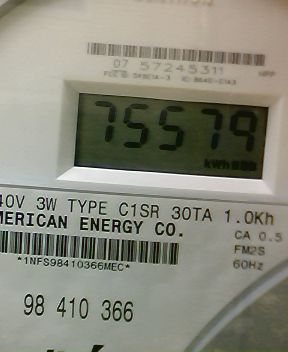 07 57245311
75579
kwh
40V 3W TYPE C1SR 30TA 1.0Kh
MERICAN ENERGY CO.
CA 0.5
FM2S
*1NFS98410366MEC*
60Hz
98 410 366